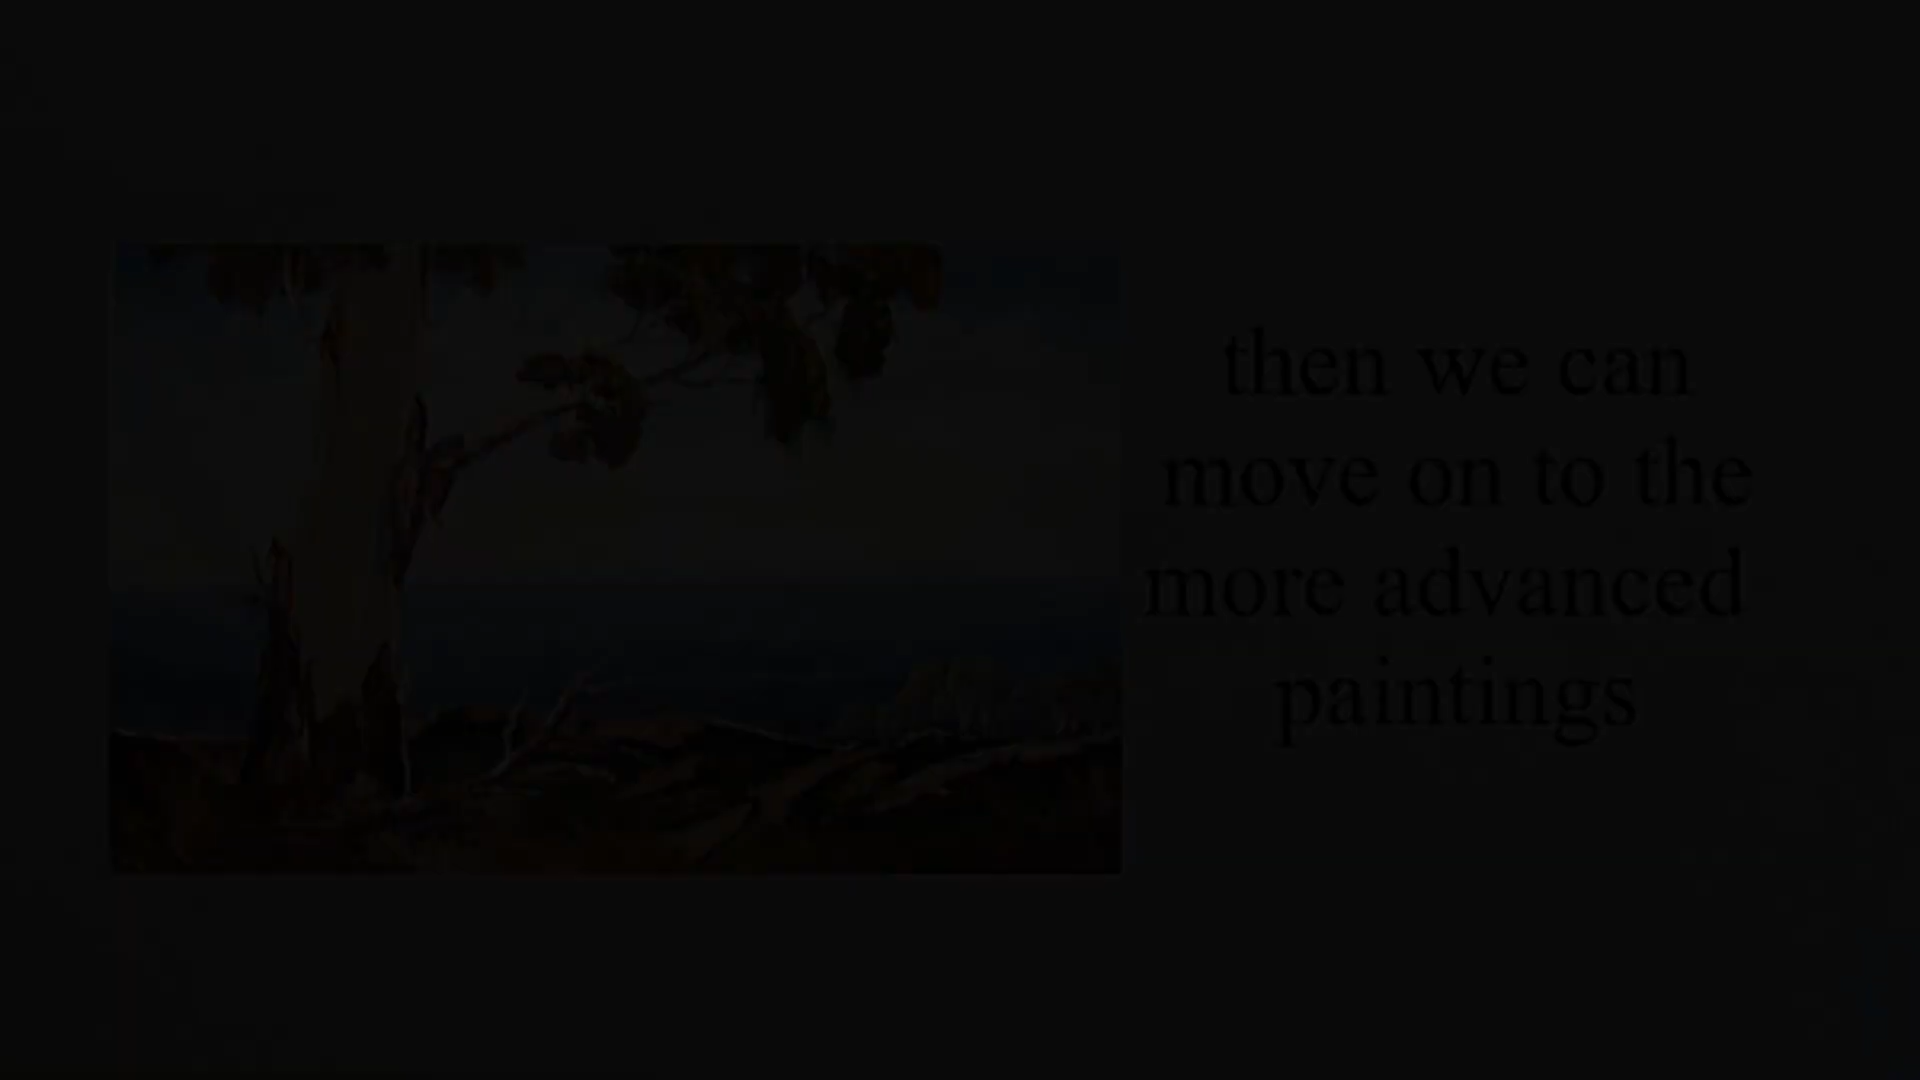 then we can
move on to the
more advanced
paintings